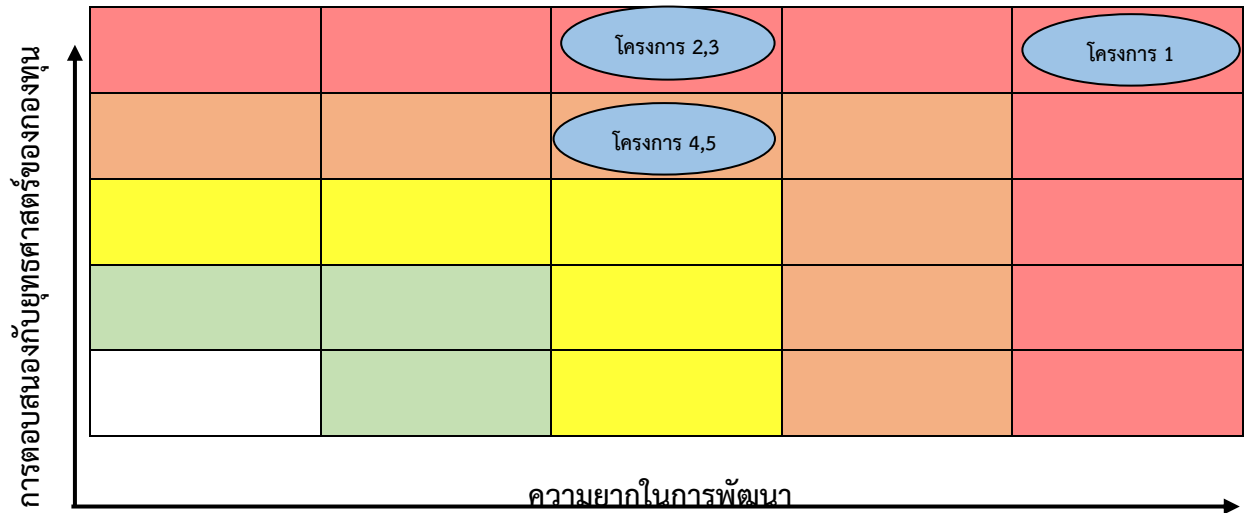 การตอบสนองกับยุทธศาสตร์ของกองทุน
โครงการ 2,3
โครงการ 1
โครงการ 4,5
ความยากในการพัฒนา